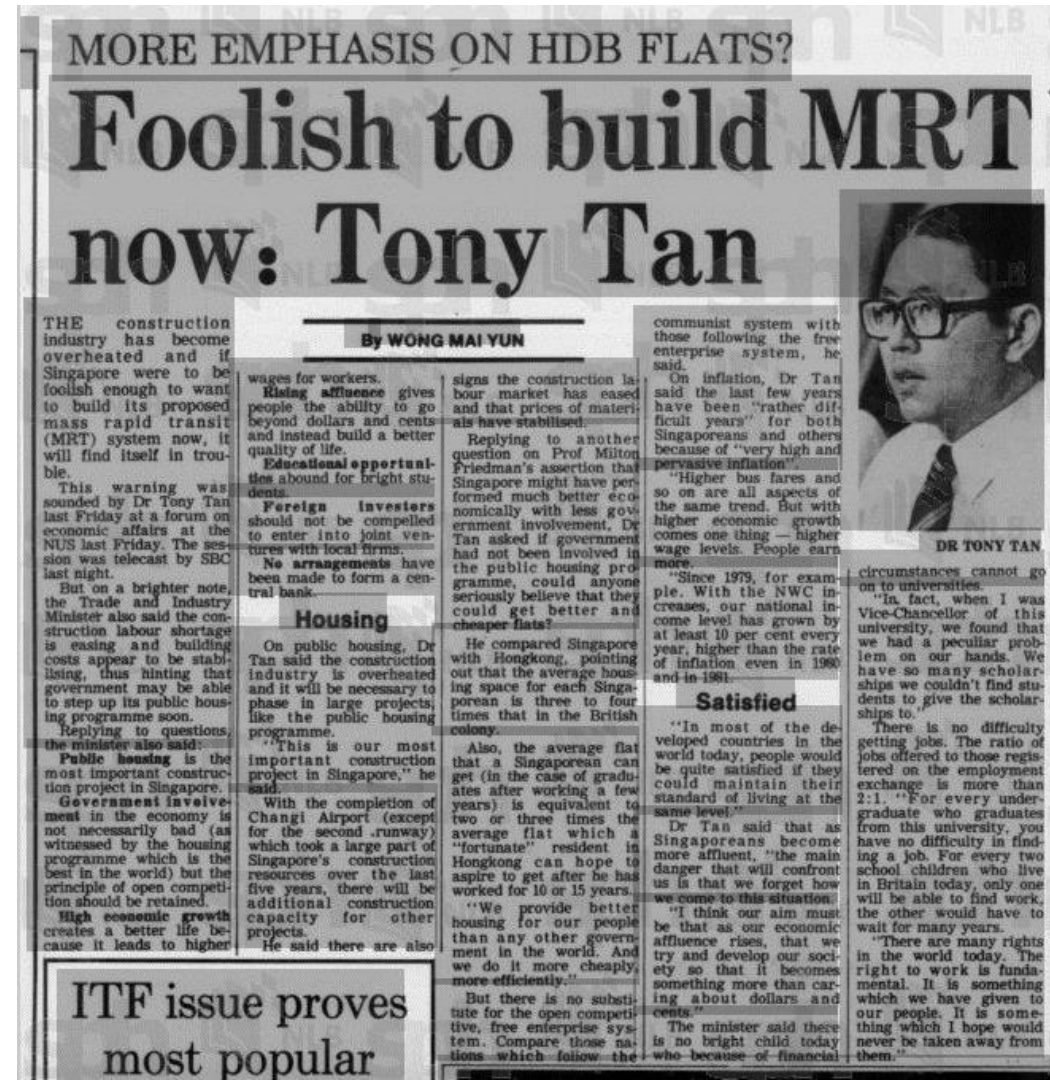 MORE EMPHASIS ON HDB FLATS?
Foolish to build MRT
now: Tony Tan
By WONG MAI YUN
THE construction
industry has become
overheated and if
Singapore were to be
foolish enough to want
to build its proposed
mass rapid transit
(MRT) system now, it
will find itself in trou-
ble.
This warning was
sounded by Dr Tony Tan
last Friday at a forum on
economic affairs at the
NUS last Friday. The ses-
sion was telecast by SBC
last night.
But on a brighter note,
the Trade and Industry
Minister also said the con-
struction labour shortage
is easing and building
costs appear to be stabi-
lising, thus hinting that
government may be able
to step up its public hous-
ing programme soon.
Replying to questions,
the minister also said:
Public housing is the
most important construc-
tion project in Singapore.
Government involve-
ment in the economy is
not necessarily bad (as
witnessed by the housing
programme which is the
best in the world) but the
principle of open competi-
tion should be retained.
High economic growth
creates a better life be-
cause it leads to higher
wages for workers.
Rising affluence gives
people the ability to go
beyond dollars and cents
and instead build a better
quality of life.
Educational opportuni-
ties abound for bright stu-
dents.
Foreign investors
should not be compelled
to enter into joint ven-
tures with local firms.
No arrangements have
been made to form a cen-
tral bank.
Housing
On public housing, Dr
Tan said the construction
industry is overheated
and it will be necessary to
phase in large projects,
like the public housing
programme.
"This is our most
important construction
project in Singapore," he
said.
With the completion of
Changi Airport (except
for the second runway)
which took a large part of
Singapore's construction
resources over the last
five years, there will be
additional construction
capacity for other
projects.
He said there are also
signs the construction la-
bour market has eased
and that prices of materi-
als have stabilised.
Replying to another
question on Prof Milton
Friedman's assertion that
Singapore might have per-
formed much better eco-
nomically with less gov-
ernment involvement, Dr
Tan asked if government
had not been involved in
the public housing pro-
gramme, could anyone
seriously believe that they
could get better and
cheaper flats?
He compared Singapore
with Hongkong, pointing
out that the average hous-
ing space for each Singa-
porean is three to four
times that in the British
colony.
Also, the average flat
that a Singaporean can
get (in the case of gradu-
ates after working a few
years) is equivalent to
two or three times the
average flat which a
"fortunate" resident in
Hongkong can hope to
aspire to get after he has
worked for 10 or 15 years.
"We provide better
housing for our people
than any other govern-
ment in the world. And
we do it more cheaply,
more efficiently."
But there is no substi-
tute for the open competi-
tive, free enterprise sys-
tem. Compare those na-
tions which follow the
communist system with
those following the free
enterprise system, he
said.
On inflation, Dr Tan
said the last few years
have been "rather dif-
ficult years" for both
Singaporeans and others
because of "very high and
pervasive inflation".
"Higher bus fares and
so on are all aspects of
the same trend. But with
higher economic growth
comes one thing — higher
wage levels. People earn
more.
"Since 1979, for exam-
ple. With the NWC in-
creases, our national in-
come level has grown by
at least 10 per cent every
year, higher than the rate
of inflation even in 1980
and in 1981.
Satisfied
"In most of the de-
veloped countries in the
world today, people would
be quite satisfied if they
could maintain their
standard of living at the
same level."
Dr Tan said that as
Singaporeans become
more affluent, "the main
danger that will confront
us is that we forget how
we come to this situation.
"I think our aim must
be that as our economic
affluence rises, that we
try and develop our soci-
ety so that it becomes
something more than car-
ing about dollars and
cents."
The minister said there
is no bright child today
who because of financial
DR TONY TAN
circumstances cannot go
on to universities.
"In fact, when I was
Vice-Chancellor of this
university, we found that
we had a peculiar prob-
lem on our hands. We
have so many scholar-
ships we couldn't find stu-
dents to give the scholar-
ships to."
There is no difficulty
getting jobs. The ratio of
jobs offered to those regis-
tered on the employment
exchange is more than
2:1. "For every under-
graduate who graduates
from this university, you
have no difficulty in find-
ing a job. For every two
school children who live
in Britain today, only one
will be able to find work,
the other would have to
wait for many years.
"There are many rights
in the world today. The
right to work is funda-
mental. It is something
which we have given to
our people. It is some-
thing which I hope would
never be taken away from
them."
ITF issue proves
most popular